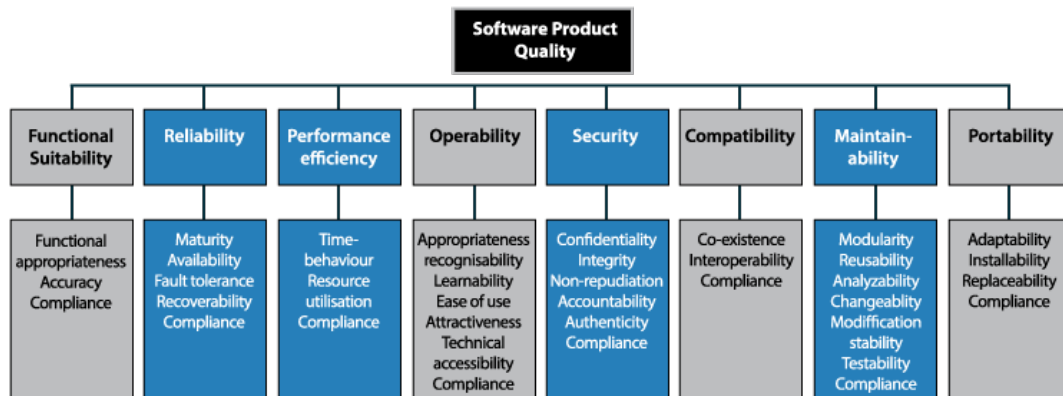 Software Product
Quality
Functional
Suitability
Reliability
Performance
efficiency
Operability
Security
Compatibility
Maintain-
ability
Portability
Functional
appropriateness
Accuracy
Compliance
Maturity
Availability
Fault tolerance
Recoverability
Compliance
Time-
behaviour
Resource
utilisation
Compliance
Appropriateness
recognisability
Learnability
Ease of use
Attractiveness
Technical
accessibility
Compliance
Confidentiality
Integrity
Non-repudiation
Accountability
Authenticity
Compliance
Co-existence
Interoperability
Compliance
Modularity
Reusability
Analyzability
Changeablity
Modiffication
stability
Testability
Compliance
Adaptability
Installability
Replaceability
Compliance